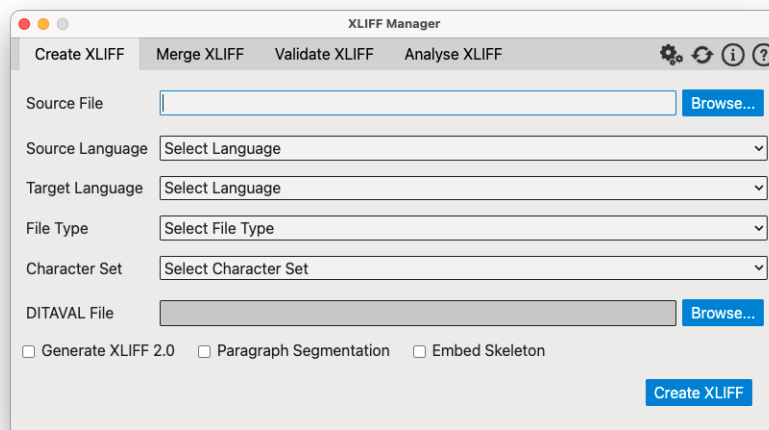 XLIFF Manager
Create XLIFF Merge XLIFF Validate XLIFF Analyse XLIFF
Source File Browse...
Source Language Select Language
Target Language Select Language
File Type Select File Type
Character Set Select Character Set
DITAVAL File Browse...
Generate XLIFF 2.0 Paragraph Segmentation Embed Skeleton
Create XLIFF